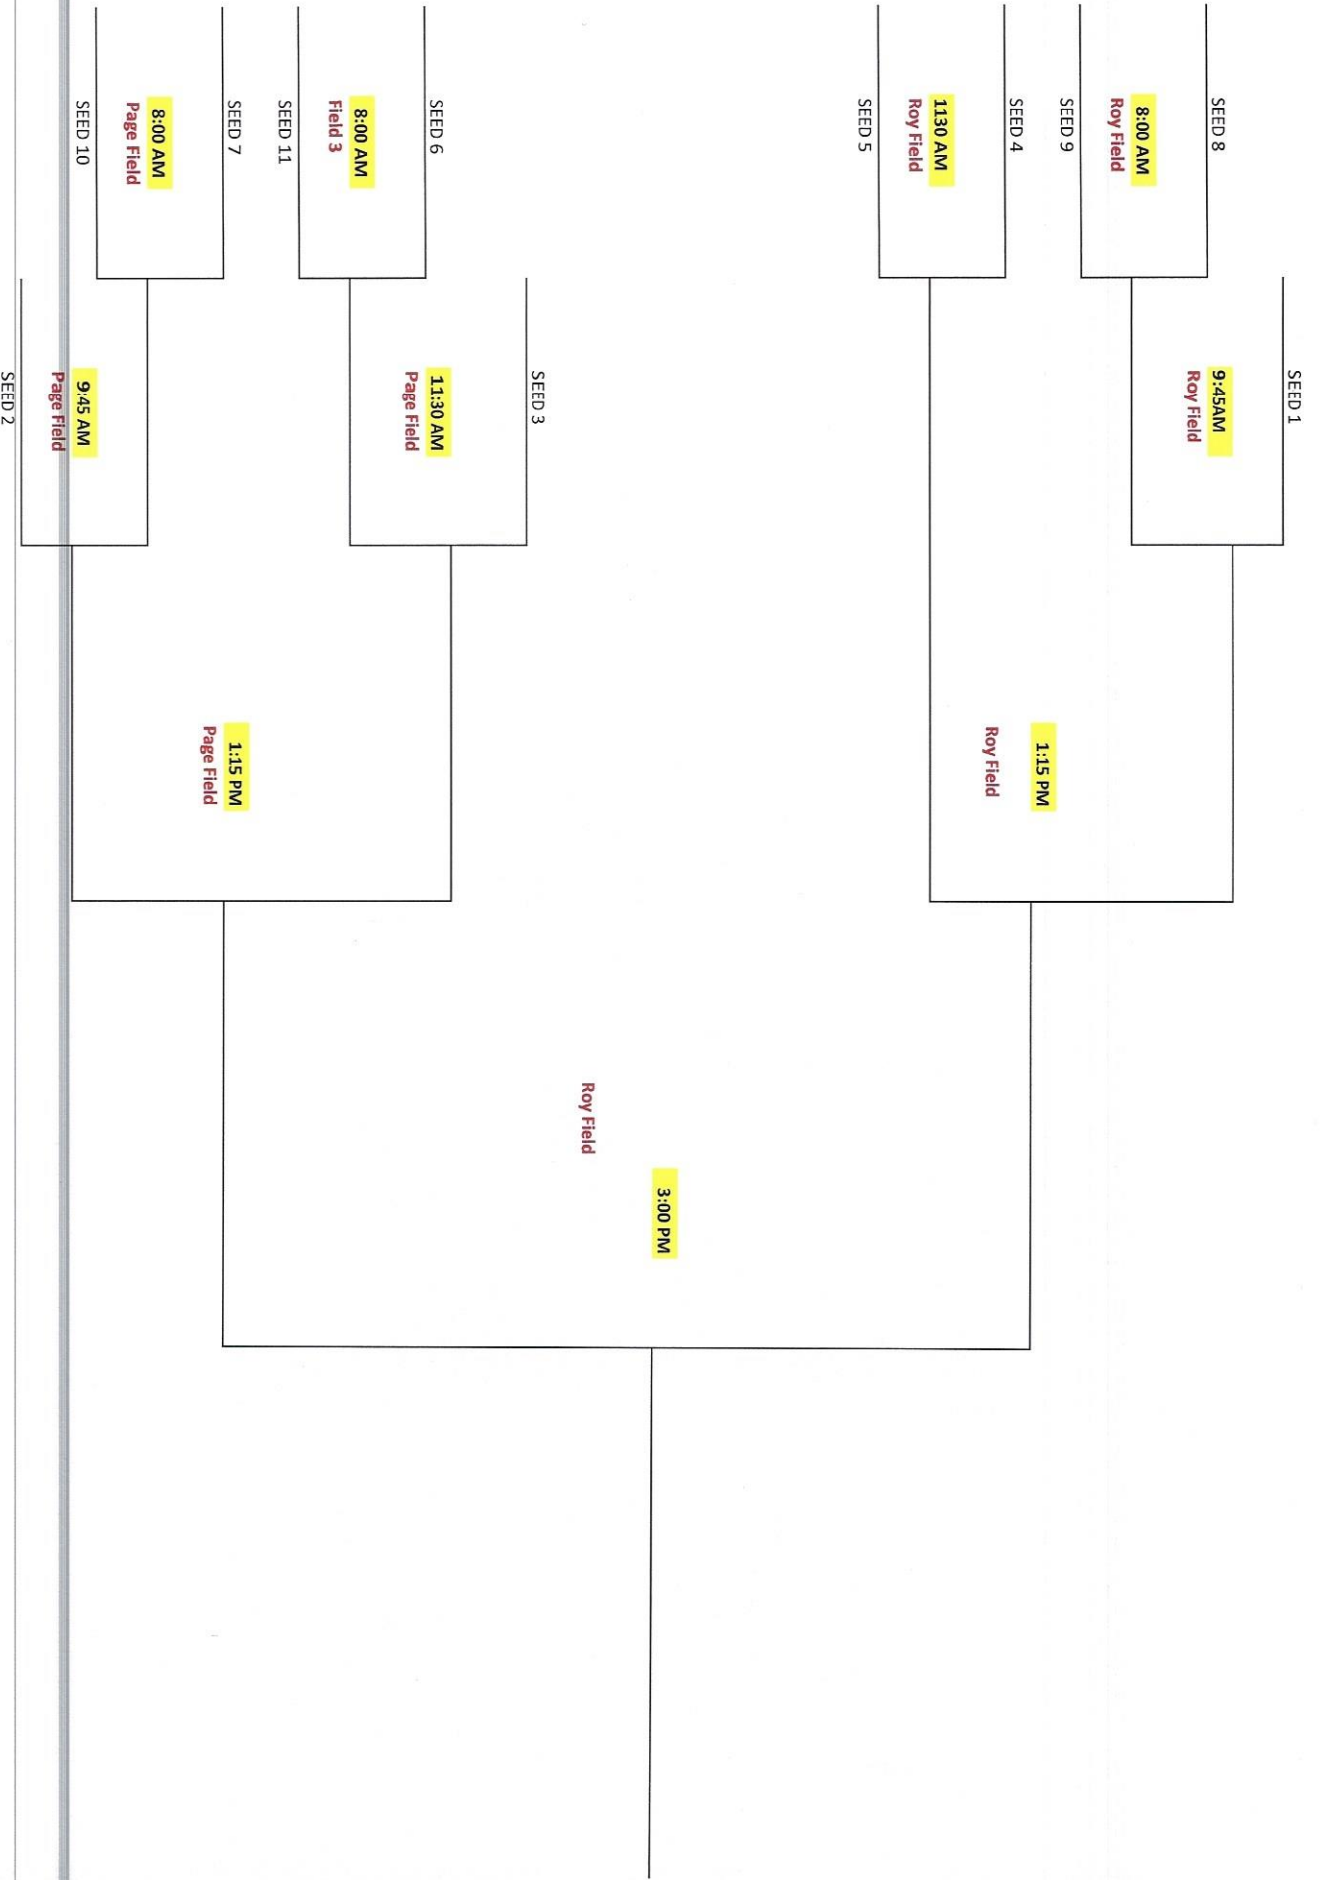 SEED 1
9:45AM
Roy Field
SEED 8
8:00 AM
Roy Field
SEED 9
SEED 4
1130 AM
Roy Field
SEED 5
1:15 PM
Roy Field
3:00 PM
Roy Field
SEED 3
11:30 AM
Page Field
SEED 6
8:00 AM
Field 3
SEED 11
1:15 PM
Page Field
SEED 7
8:00 AM
Page Field
SEED 10
9:45 AM
Page Field
SEED 2